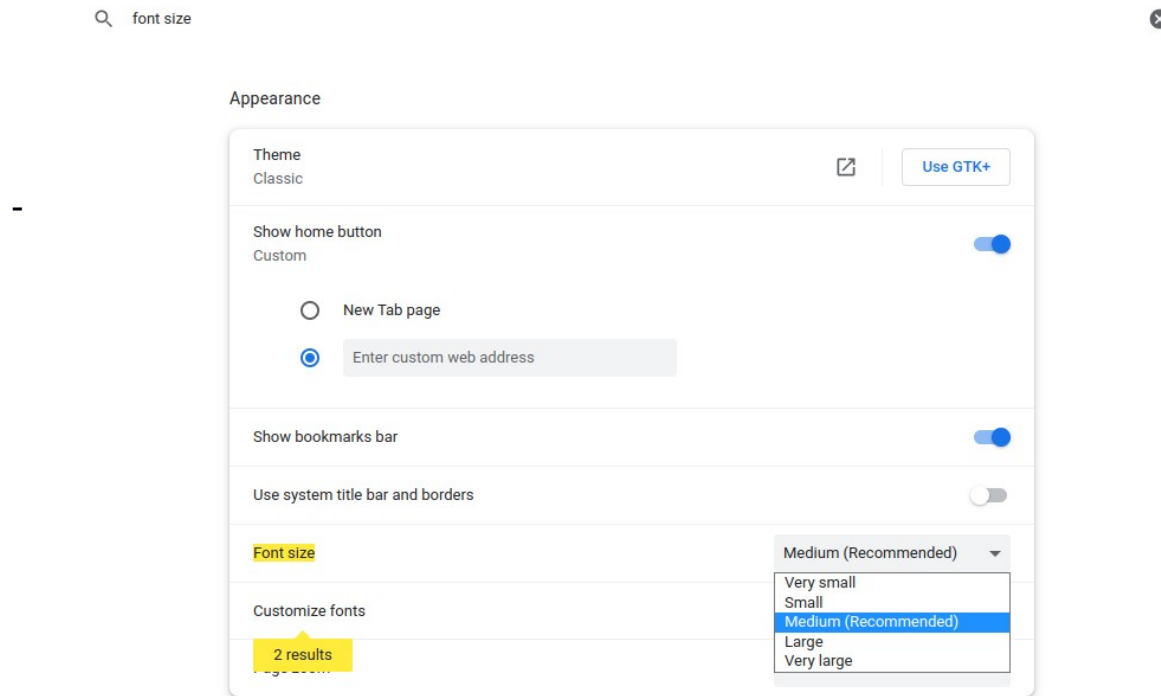 font size
Appearance
Theme
Classic
Use GTK+
Show home button
Custom
New Tab page
Enter custom web address
Show bookmarks bar
Use system title bar and borders
Font size
Medium (Recommended)
Very small
Small
Medium (Recommended)
Large
Very large
Customize fonts
2 results